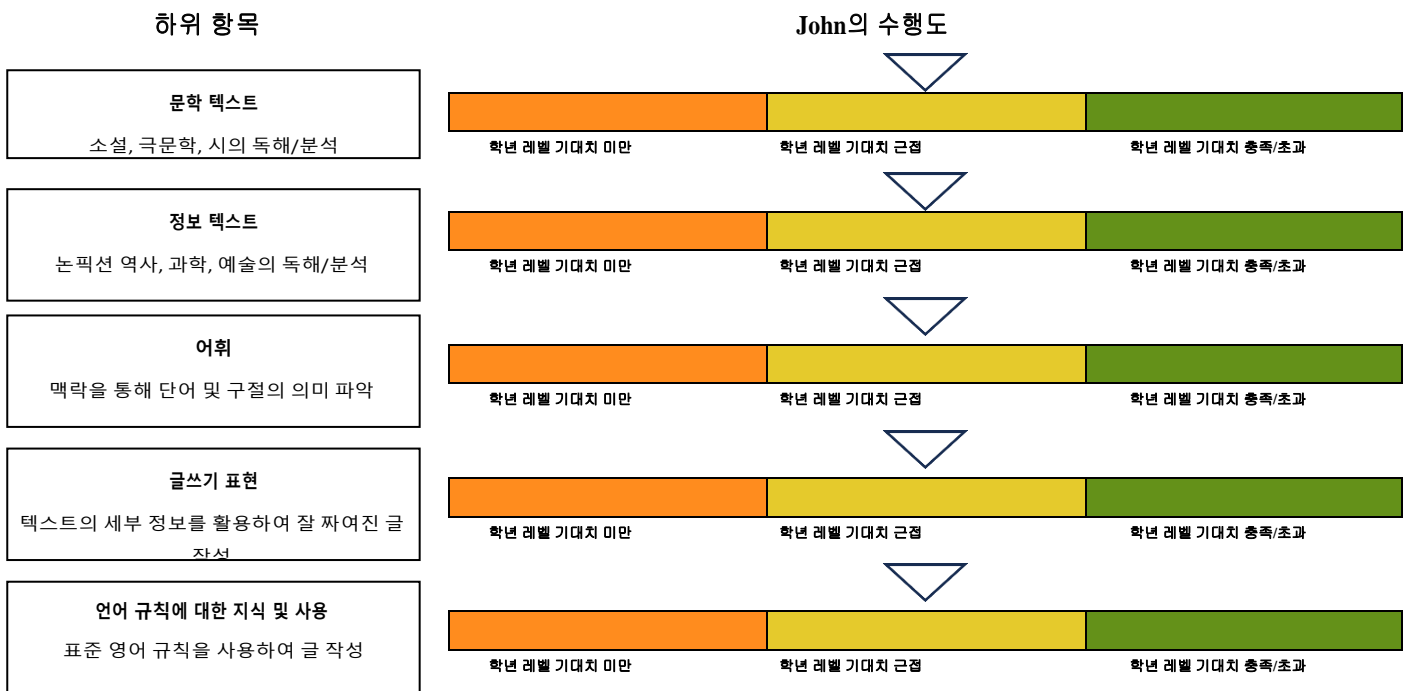 하위 항목
John의 수행도
문학 텍스트
소설, 극문학, 시의 독해/분석
학년 레벨 기대치 미만
학년 레벨 기대치 근접
학년 레벨 기대치 충족/초과
정보 텍스트
논픽션 역사, 과학, 예술의 독해/분석
학년 레벨 기대치 미만
학년 레벨 기대치 근접
학년 레벨 기대치 충족/초과
어휘
맥락을 통해 단어 및 구절의 의미 파악
학년 레벨 기대치 미만
학년 레벨 기대치 근접
학년 레벨 기대치 충족/초과
글쓰기 표현
텍스트의 세부 정보를 활용하여 잘 짜여진 글
작성
학년 레벨 기대치 미만
학년 레벨 기대치 근접
학년 레벨 기대치 충족/초과
언어 규칙에 대한 지식 및 사용
표준 영어 규칙을 사용하여 글 작성
학년 레벨 기대치 미만
학년 레벨 기대치 근접
학년 레벨 기대치 충족/초과